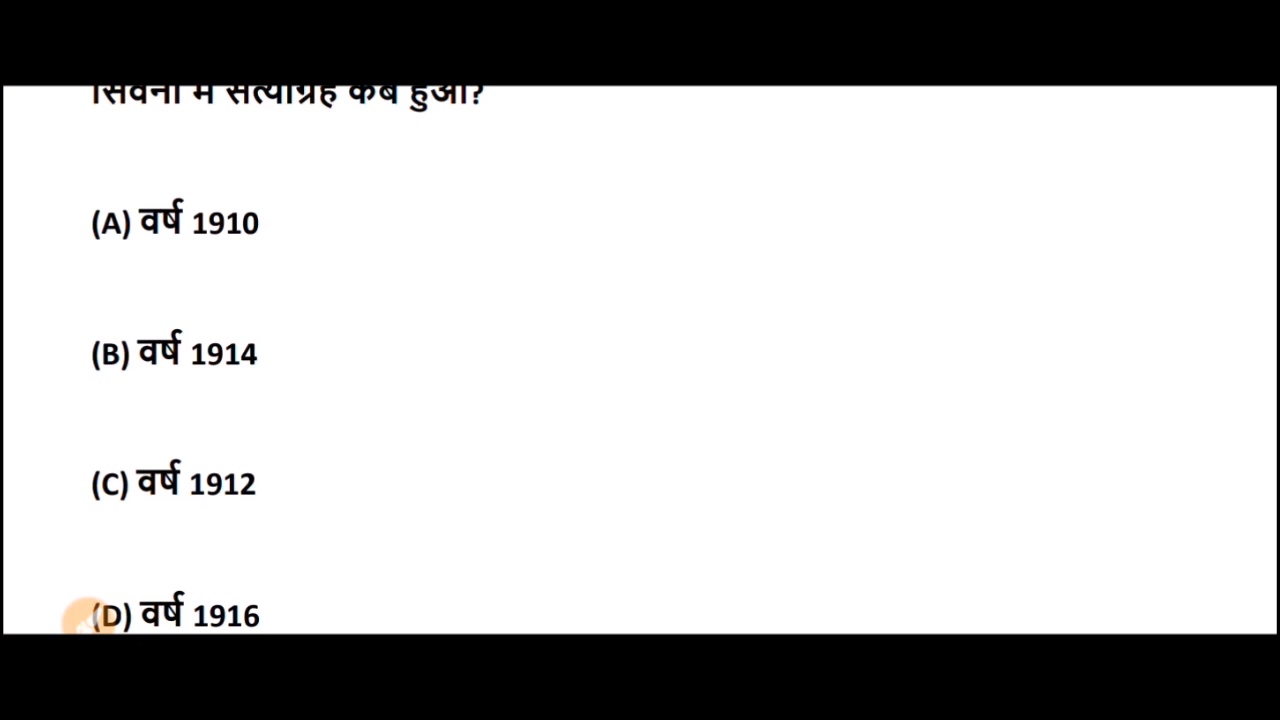 सिवनी में सत्याग्रह कब हुआ?
(A) वर्ष 1910
(B) वर्ष 1914
(C) वर्ष 1912
(D) वर्ष 1916